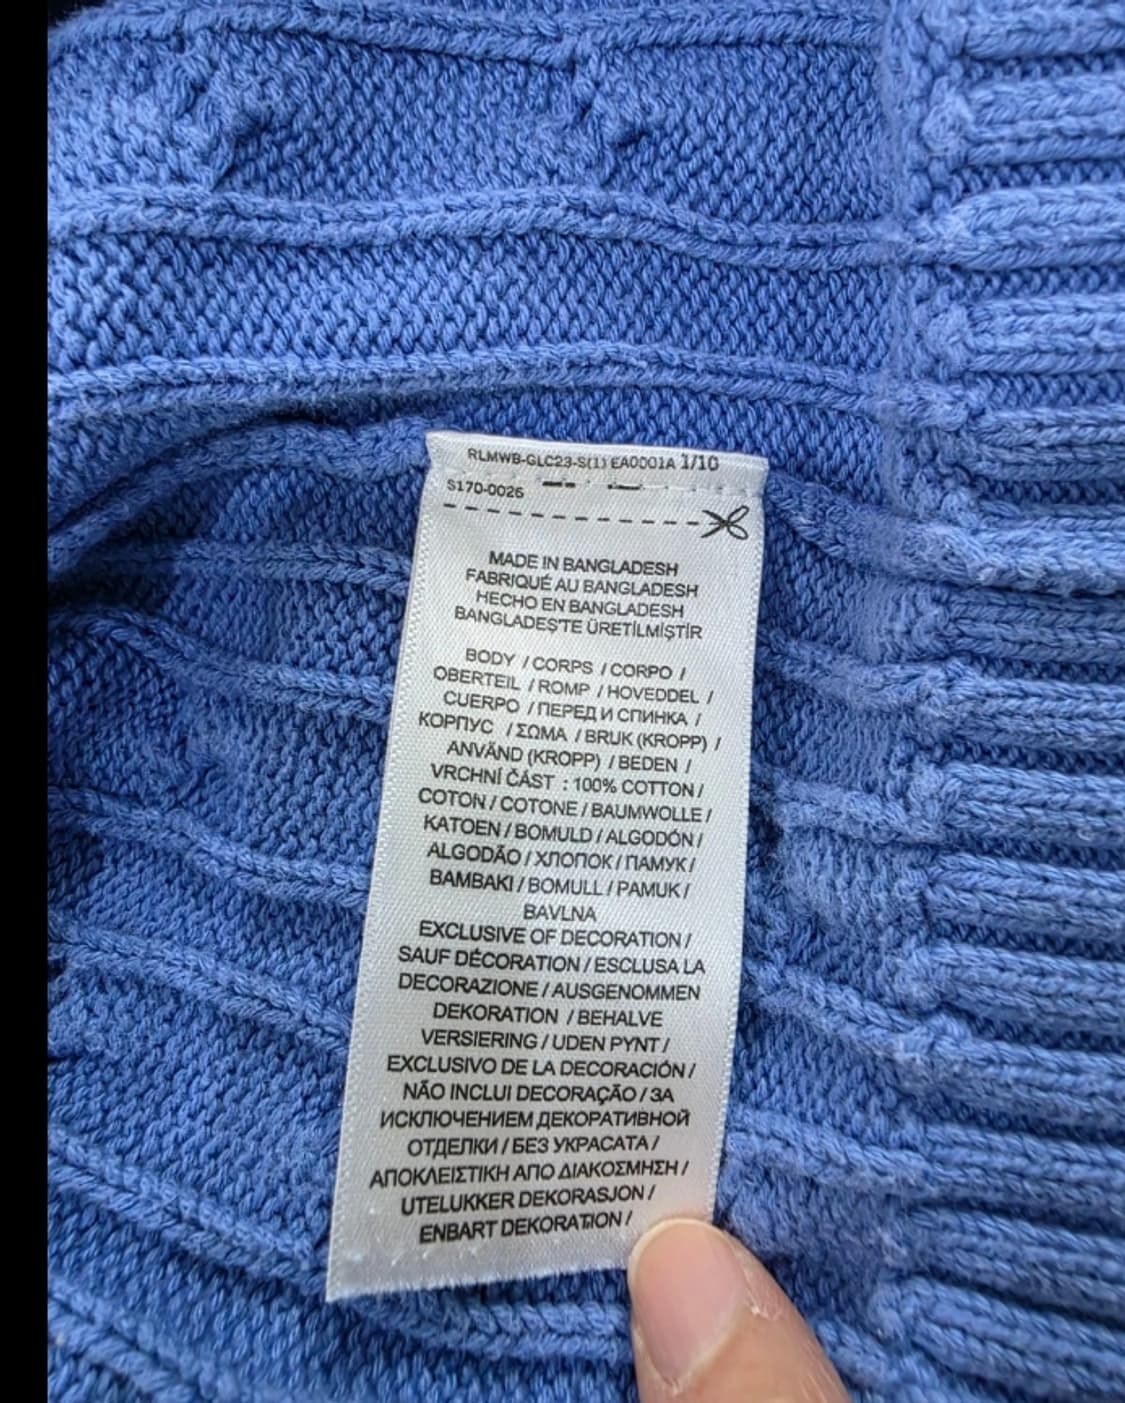 RLMWB-GLC23-S(1) EA0001A 1/10
S170-0026
MADE IN BANGLADESH
FABRIQUÉ AU BANGLADESH
HECHO EN BANGLADESH
BANGLADEŞ'TE ÜRETİLMİŞTİR
BODY / CORPS / CORPO /
OBERTEIL / ROMP / HOVEDDEL /
CUERPO / ПЕРЕД И СПИНКА /
КОРПУС / ΣΩΜΑ / BRUK (KROPP) /
ANVÄND (KROPP) / BEDEN /
VRCHNÍ ČÁST : 100% COTTON /
COTON / COTONE / BAUMWOLLE /
KATOEN / BOMULD / ALGODÓN /
ALGODÃO / ХЛОПОК / ПАМУК /
BAMBAKI / BOMULL / PAMUK /
BAVLNA
EXCLUSIVE OF DECORATION /
SAUF DÉCORATION / ESCLUSA LA
DECORAZIONE / AUSGENOMMEN
DEKORATION / BEHALVE
VERSIERING / UDEN PYNT /
EXCLUSIVO DE LA DECORACIÓN /
NÃO INCLUI DECORAÇÃO / ЗА
ИСКЛЮЧЕНИЕМ ДЕКОРАТИВНОЙ
ОТДЕЛКИ / БЕЗ УКРАСАТА /
ΑΠΟΚΛΕΙΣΤΙΚΗ ΑΠΟ ΔΙΑΚΟΣΜΗΣΗ /
UTELUKKER DEKORASJON /
ENBART DEKORATION /